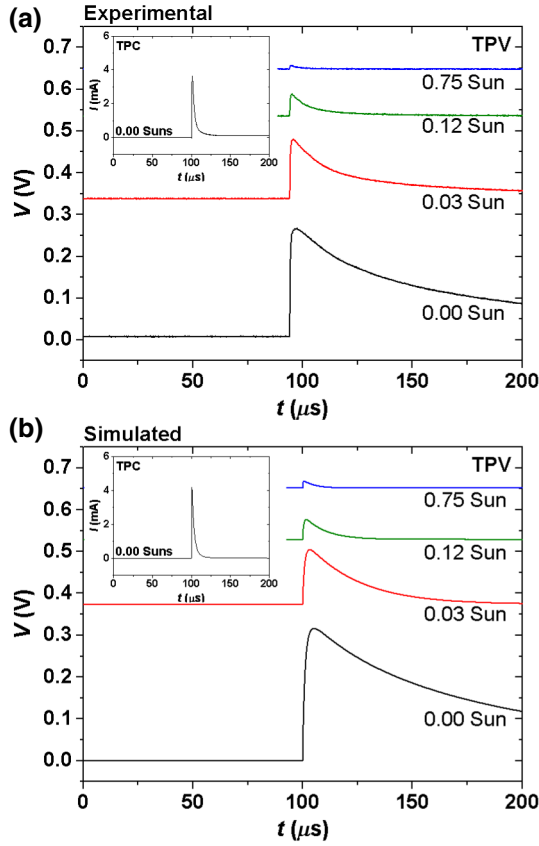 (a) Experimental
TPV
0.7
0.6
0.5
0.4
0.3
0.2
0.1
0.0
V (V)
0 50 100 150 200
t (μs)
0.75 Sun
0.12 Sun
0.03 Sun
0.00 Sun
TPC
0.00 Suns
6
4
2
0
I (mA)
0 50 100 150 200
t (μs)
(b) Simulated
TPV
0.7
0.6
0.5
0.4
0.3
0.2
0.1
0.0
V (V)
0 50 100 150 200
t (μs)
0.75 Sun
0.12 Sun
0.03 Sun
0.00 Sun
TPC
0.00 Suns
6
4
2
0
I (mA)
0 50 100 150 200
t (μs)